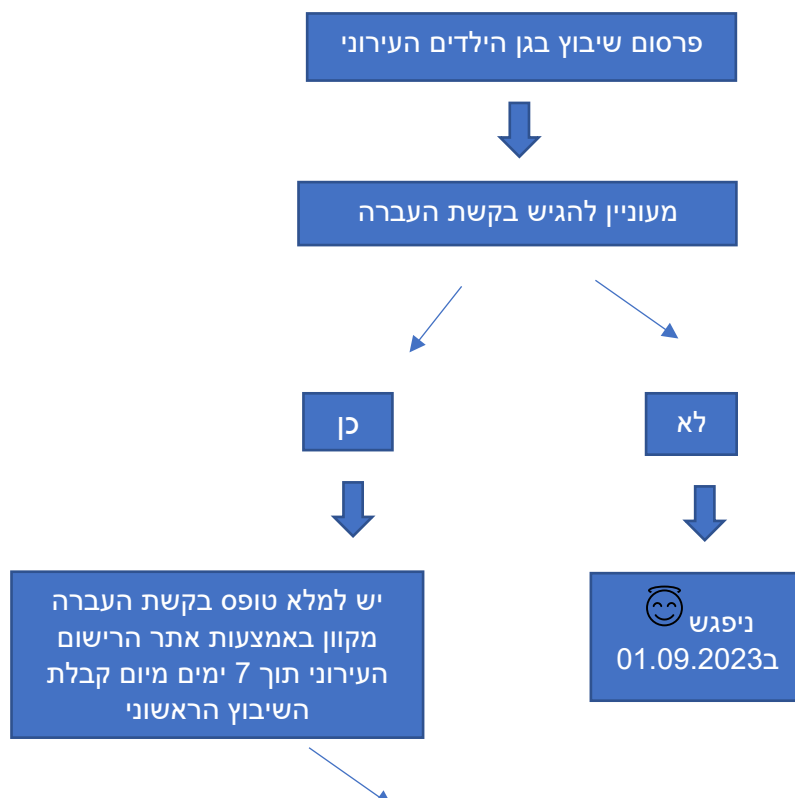 פרסום שיבוץ בגן הילדים העירוני
מעוניין להגיש בקשת העברה
לא
כן
ניפגש
ב01.09.2023
יש למלא טופס בקשת העברה
מקוון באמצעות אתר הרישום
העירוני תוך 7 ימים מיום קבלת
השיבוץ הראשוני